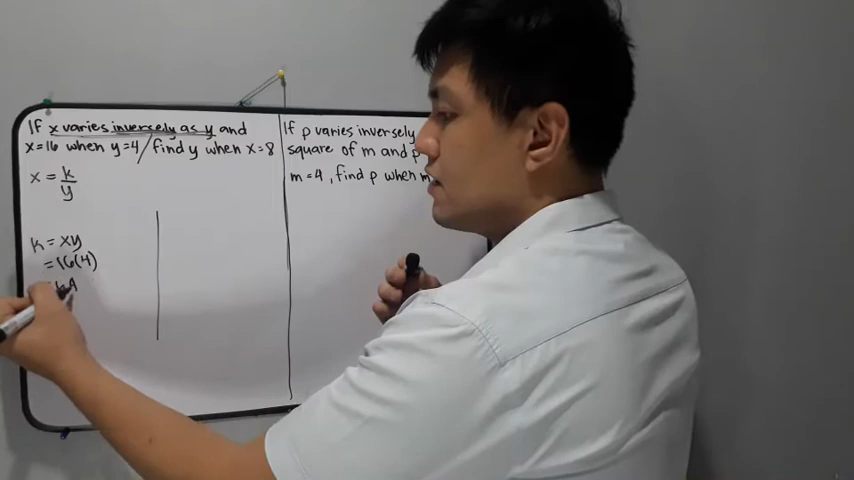 If x varies inversely as y and
x=16 when y=4/find y when x=8
x = k/y
k = xy
= 16(4)
64
If p varies inversely
square of m and p
m=4, find p when m